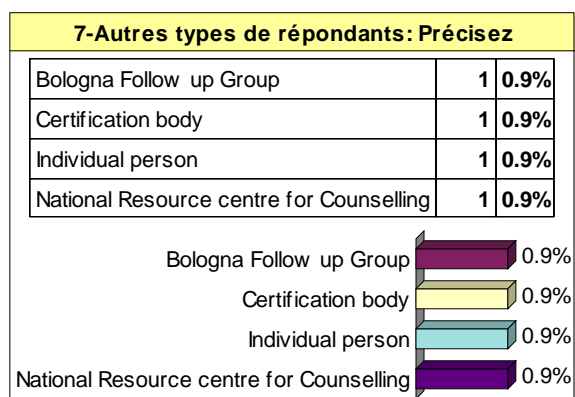 7-Autres types de répondants: Précisez
Bologna Follow up Group 1 0.9%
Certification body 1 0.9%
Individual person 1 0.9%
National Resource centre for Counselling 1 0.9%
Bologna Follow up Group 0.9%
Certification body 0.9%
Individual person 0.9%
National Resource centre for Counselling 0.9%